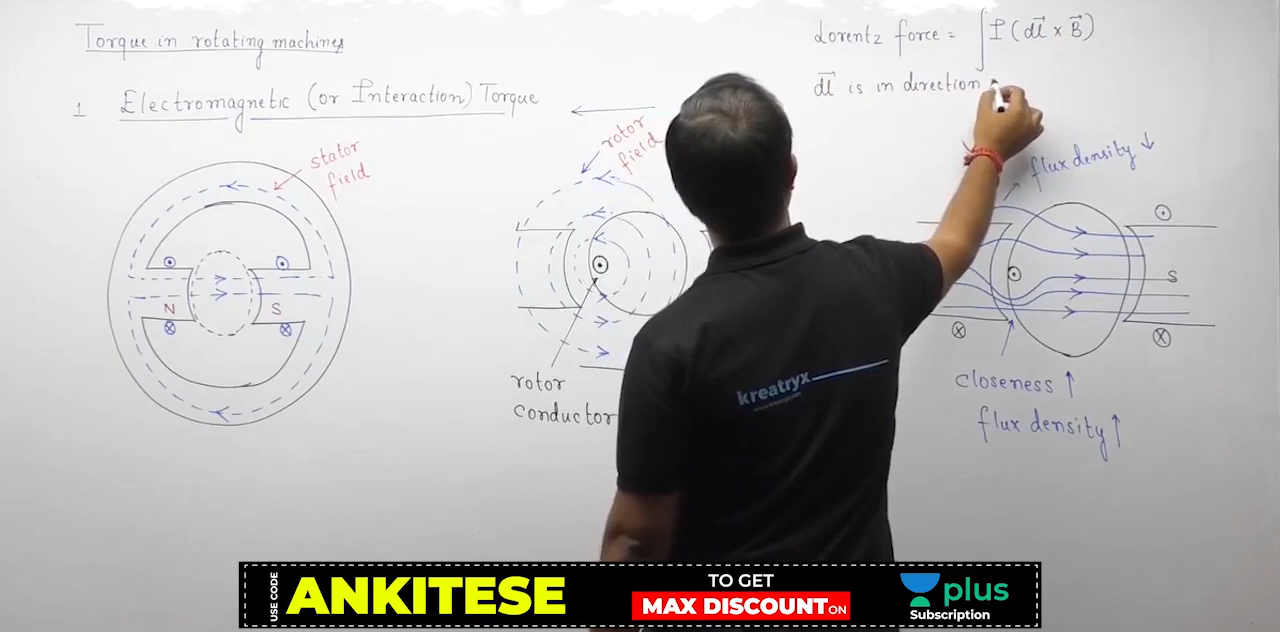 Torque in rotating machines
1 Electromagnetic (or Interaction) Torque
Lorentz force = ∫ I (dl × B)
dl is in direction
stator
field
rotor
field
flux density ↓
N
S
S
rotor
conductor
closeness ↑
flux density ↑
kreatryx
USE CODE
ANKITESE
TO GET
MAX DISCOUNT ON
plus
Subscription